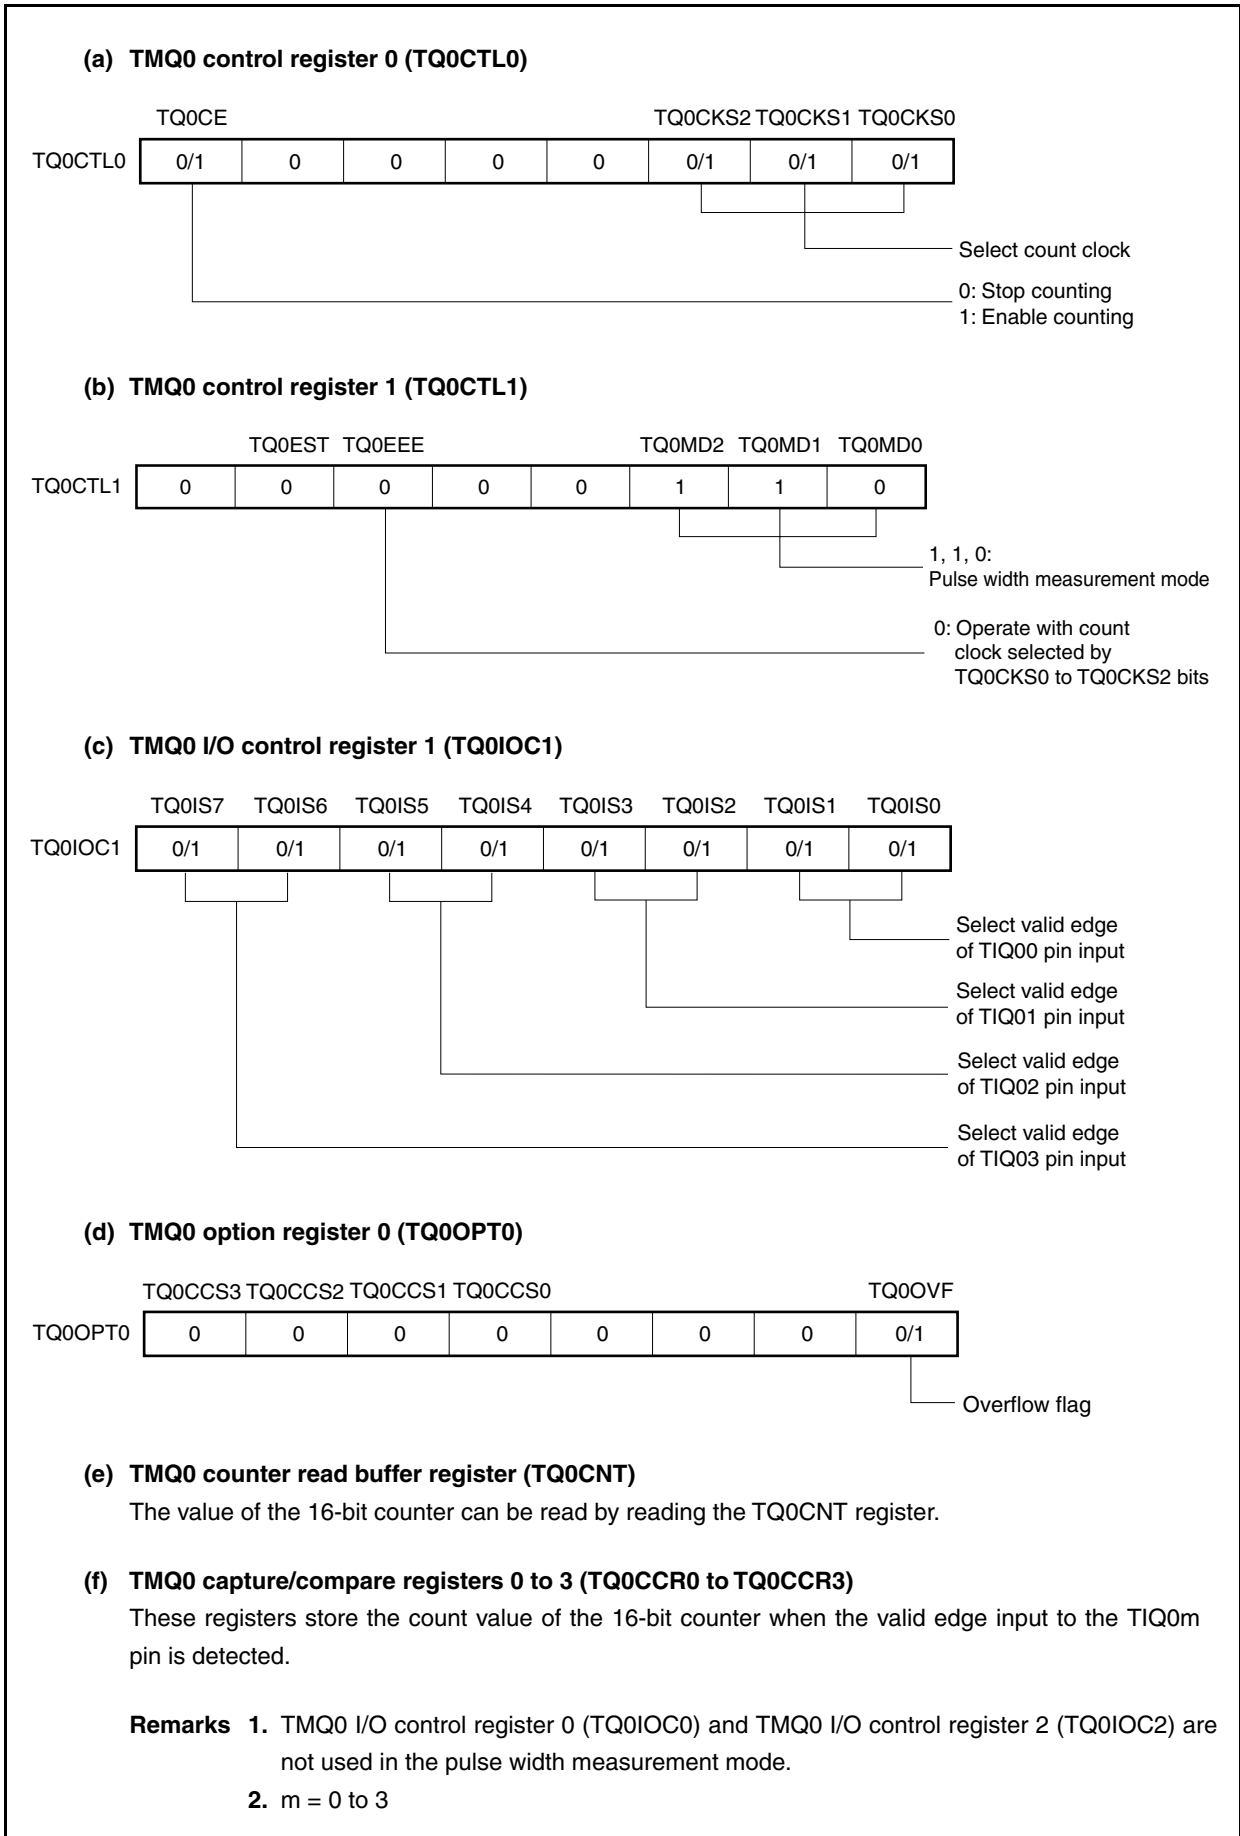 (a) TMQ0 control register 0 (TQ0CTL0)
TQ0CE TQ0CKS2 TQ0CKS1 TQ0CKS0
TQ0CTL0 0/1 0 0 0 0 0/1 0/1 0/1
Select count clock
0: Stop counting
1: Enable counting
(b) TMQ0 control register 1 (TQ0CTL1)
TQ0EST TQ0EEE TQ0MD2 TQ0MD1 TQ0MD0
TQ0CTL1 0 0 0 0 0 1 1 0
1, 1, 0:
Pulse width measurement mode
0: Operate with count
clock selected by
TQ0CKS0 to TQ0CKS2 bits
(c) TMQ0 I/O control register 1 (TQ0IOC1)
TQ0IS7 TQ0IS6 TQ0IS5 TQ0IS4 TQ0IS3 TQ0IS2 TQ0IS1 TQ0IS0
TQ0IOC1 0/1 0/1 0/1 0/1 0/1 0/1 0/1 0/1
Select valid edge
of TIQ00 pin input
Select valid edge
of TIQ01 pin input
Select valid edge
of TIQ02 pin input
Select valid edge
of TIQ03 pin input
(d) TMQ0 option register 0 (TQ0OPT0)
TQ0CCS3 TQ0CCS2 TQ0CCS1 TQ0CCS0 TQ0OVF
TQ0OPT0 0 0 0 0 0 0 0 0/1
Overflow flag
(e) TMQ0 counter read buffer register (TQ0CNT)
The value of the 16-bit counter can be read by reading the TQ0CNT register.
(f) TMQ0 capture/compare registers 0 to 3 (TQ0CCR0 to TQ0CCR3)
These registers store the count value of the 16-bit counter when the valid edge input to the TIQ0m
pin is detected.
Remarks 1. TMQ0 I/O control register 0 (TQ0IOC0) and TMQ0 I/O control register 2 (TQ0IOC2) are
not used in the pulse width measurement mode.
2. m = 0 to 3